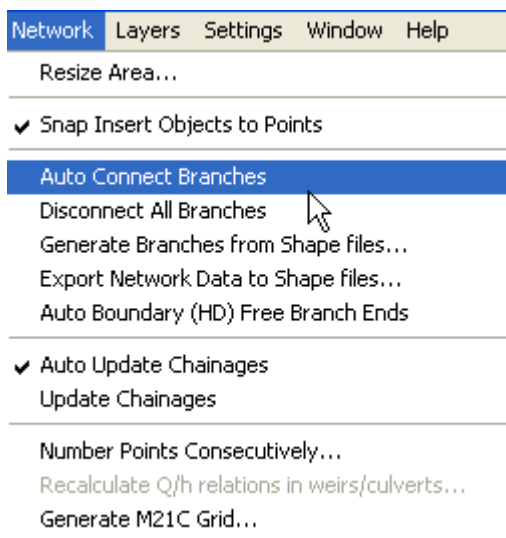 Network Layers Settings Window Help
Resize Area...
Snap Insert Objects to Points
Auto Connect Branches
Disconnect All Branches
Generate Branches from Shape files...
Export Network Data to Shape files...
Auto Boundary (HD) Free Branch Ends
Auto Update Chainages
Update Chainages
Number Points Consecutively...
Recalculate Q/h relations in weirs/culverts...
Generate M21C Grid...